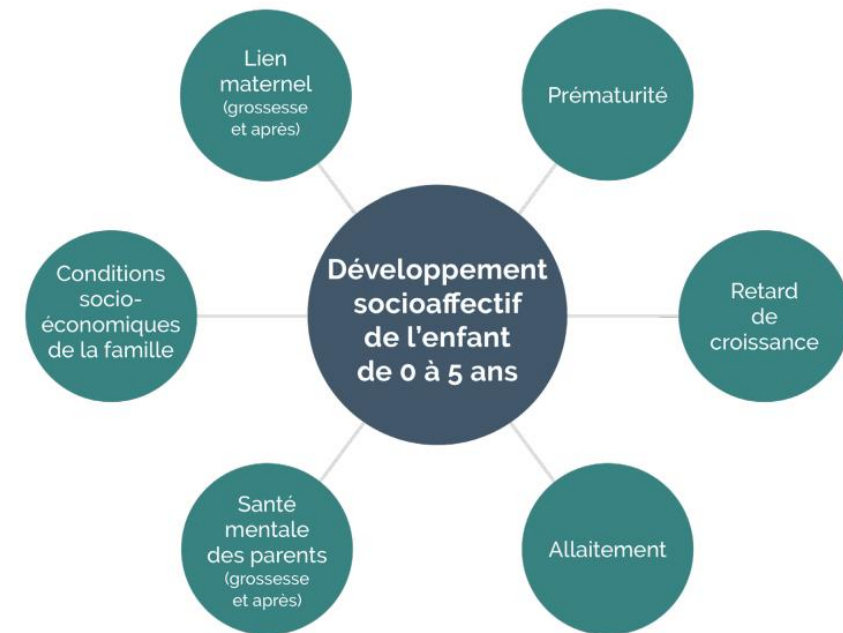 Lien
maternel
(grossesse
et après)
Prématurité
Conditions
socio-
économiques
de la famille
Développement
socioaffectif
de l'enfant
de 0 à 5 ans
Retard
de
croissance
Santé
mentale
des parents
(grossesse
et après)
Allaitement